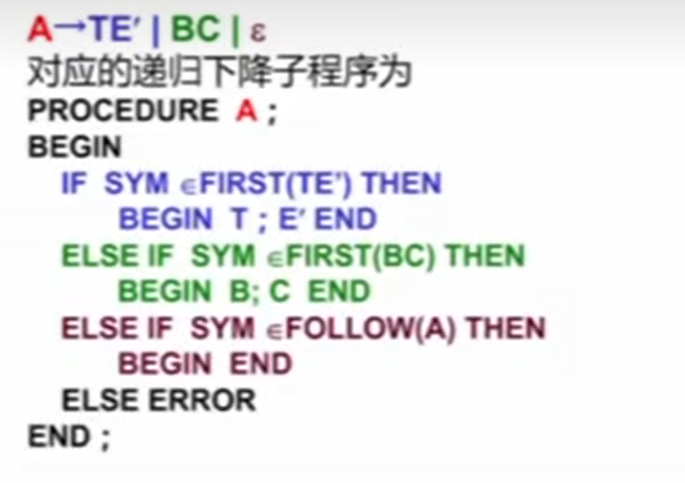 A→TE′ | BC | ε
对应的递归下降子程序为
PROCEDURE A ;
BEGIN
IF SYM ∈FIRST(TE′) THEN
BEGIN T ; E′ END
ELSE IF SYM ∈FIRST(BC) THEN
BEGIN B; C END
ELSE IF SYM ∈FOLLOW(A) THEN
BEGIN END
ELSE ERROR
END ;